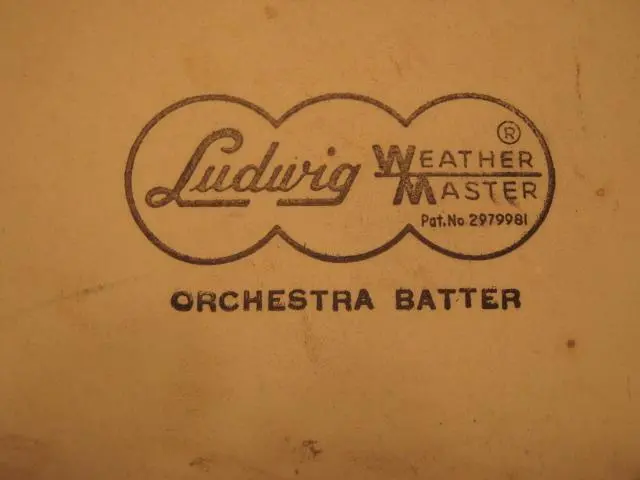 Ludwig WEATHER MASTER ®
Pat. No. 2979981
ORCHESTRA BATTER